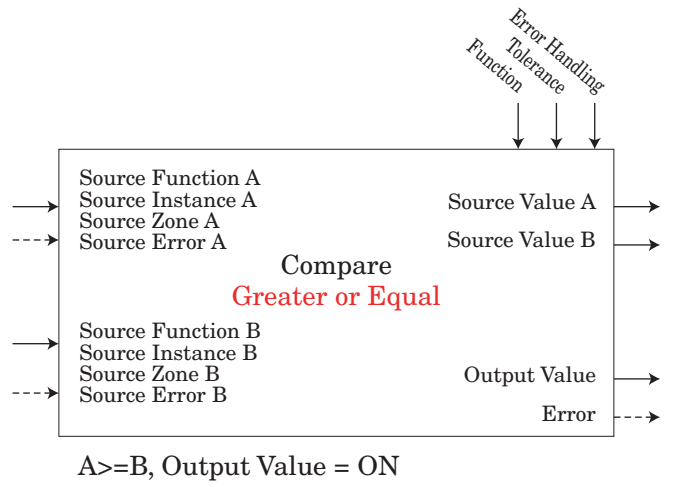 Function
Tolerance
Error Handling
Source Function A
Source Instance A
Source Zone A
Source Error A
Source Value A
Source Value B
Compare
Greater or Equal
Source Function B
Source Instance B
Source Zone B
Source Error B
Output Value
Error
A>=B, Output Value = ON